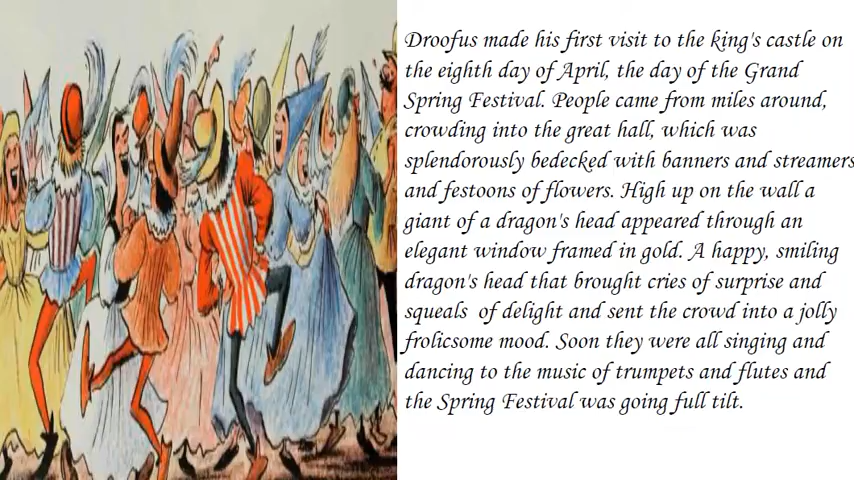 Droofus made his first visit to the king's castle on
the eighth day of April, the day of the Grand
Spring Festival. People came from miles around,
crowding into the great hall, which was
splendorously bedecked with banners and streamers
and festoons of flowers. High up on the wall a
giant of a dragon's head appeared through an
elegant window framed in gold. A happy, smiling
dragon's head that brought cries of surprise and
squeals of delight and sent the crowd into a jolly
frolicsome mood. Soon they were all singing and
dancing to the music of trumpets and flutes and
the Spring Festival was going full tilt.